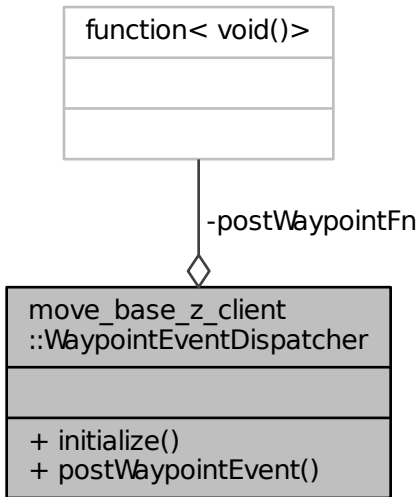 function< void()>
-postWaypointFn
move_base_z_client
::WaypointEventDispatcher
+ initialize()
+ postWaypointEvent()